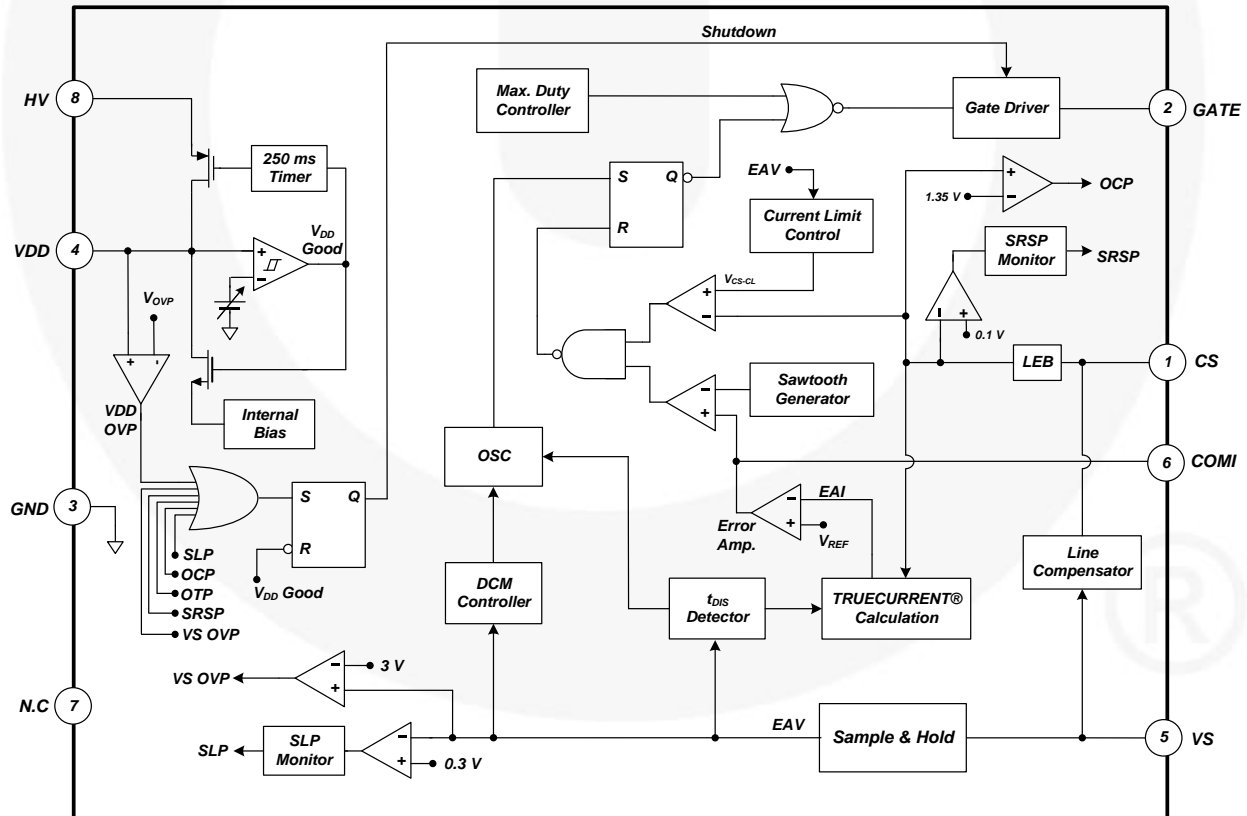 Shutdown
HV
8
Max. Duty
Controller
Gate Driver
2
GATE
250 ms
Timer
S
Q
R
EAV
+
−
1.35 V
OCP
VDD
4
VDD
Good
+
−
Current Limit
Control
SRSP
Monitor
SRSP
VOVP
VCS-CL
+
−
−
+
0.1 V
+
-
LEB
1
CS
VDD
OVP
Internal
Bias
−
+
Sawtooth
Generator
OSC
6
COMI
GND
3
S
Q
R
EAI
−
+
Error
Amp.
VREF
SLP
OCP
OTP
SRSP
VS OVP
VDD Good
DCM
Controller
tDIS
Detector
TRUECURRENT®
Calculation
Line
Compensator
®
N.C
7
VS OVP
−
+
3 V
EAV
Sample & Hold
5
VS
SLP
SLP
Monitor
−
+
0.3 V